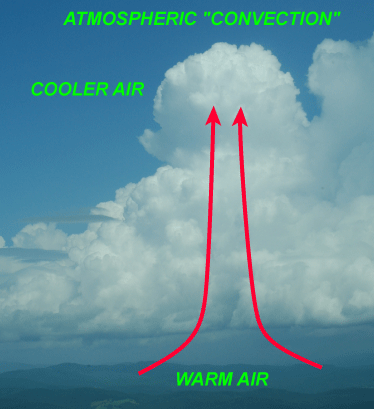 ATMOSPHERIC "CONVECTION"
COOLER AIR
WARM AIR